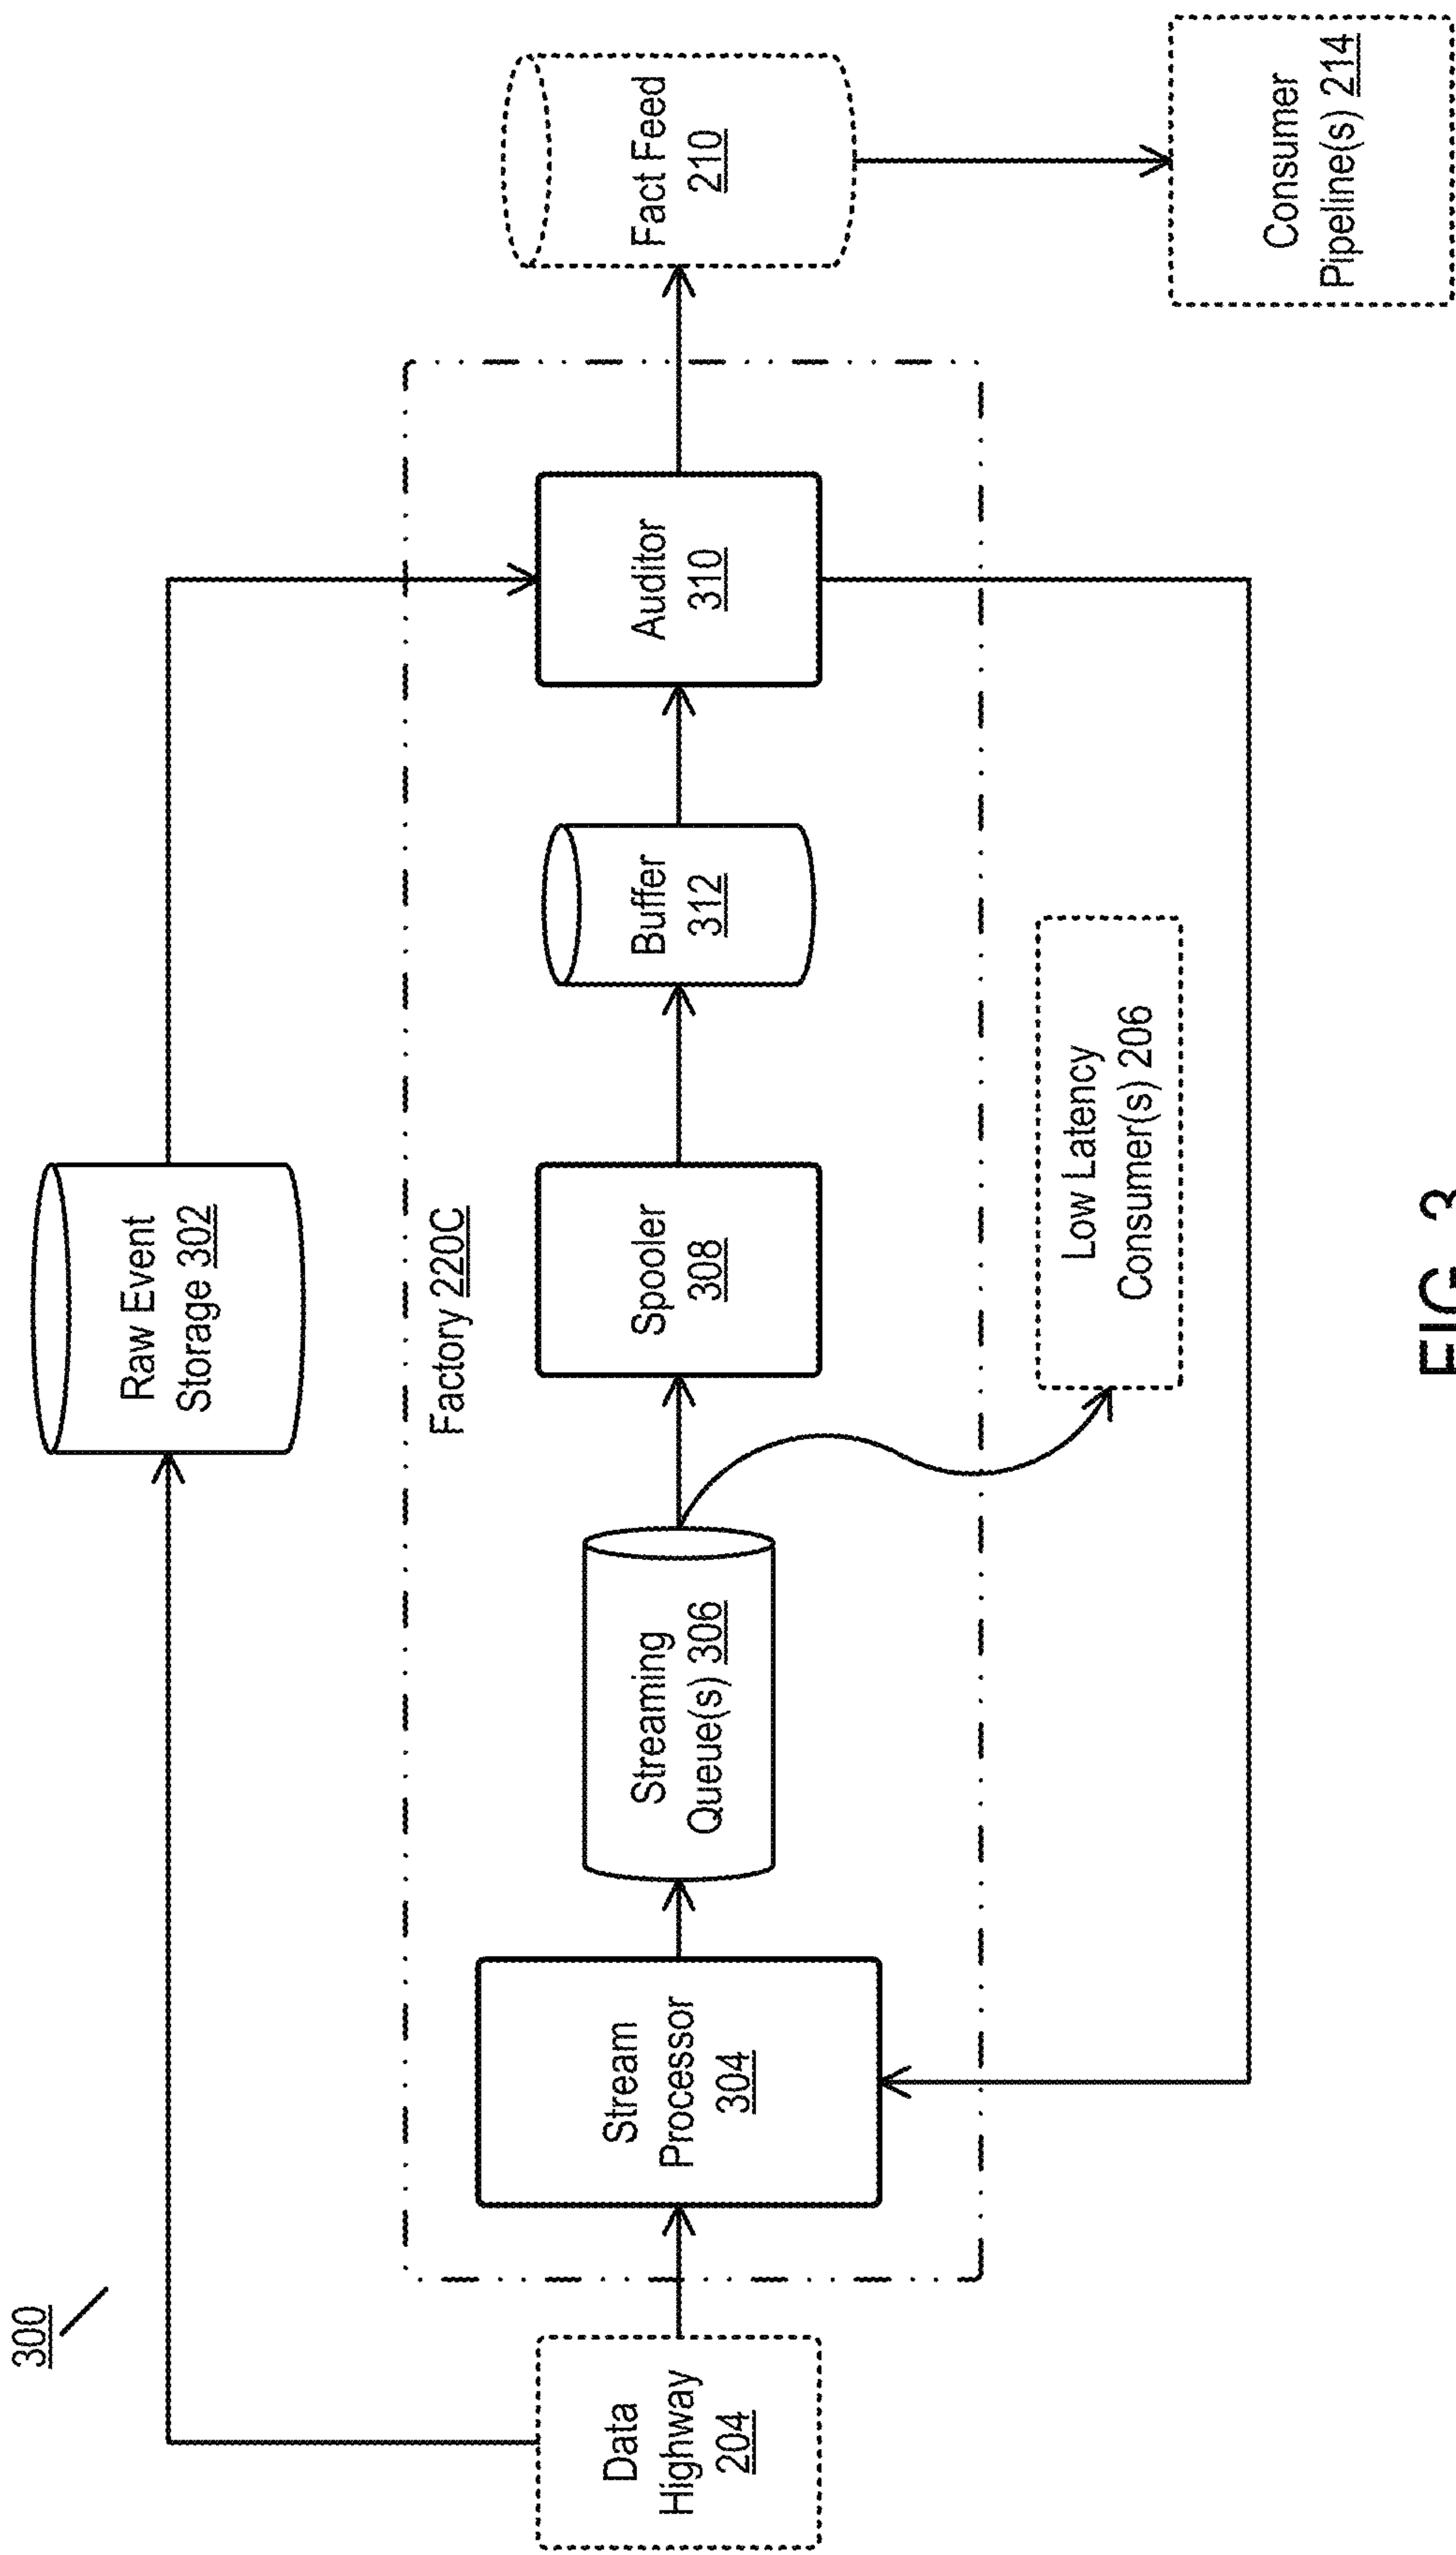 300
Raw Event
Storage 302
Factory 220C
Data
Highway
204
Stream
Processor
304
Streaming
Queue(s) 306
Spooler
308
Buffer
312
Auditor
310
Fact Feed
210
Low Latency
Consumer(s) 206
Consumer
Pipeline(s) 214
FIG. 3